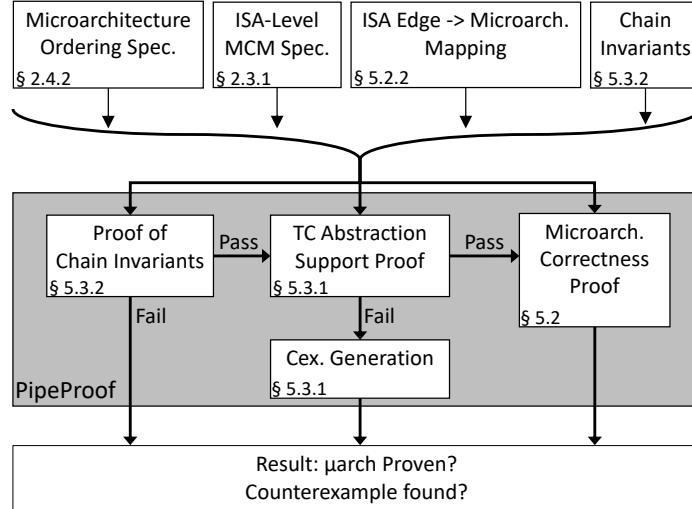 Microarchitecture
Ordering Spec.
§ 2.4.2
ISA-Level
MCM Spec.
§ 2.3.1
ISA Edge -> Microarch.
Mapping
§ 5.2.2
Chain
Invariants
§ 5.3.2
Proof of
Chain Invariants
§ 5.3.2
Pass
TC Abstraction
Support Proof
§ 5.3.1
Pass
Microarch.
Correctness
Proof
§ 5.2
Fail
Fail
Cex. Generation
§ 5.3.1
PipeProof
Result: µarch Proven?
Counterexample found?